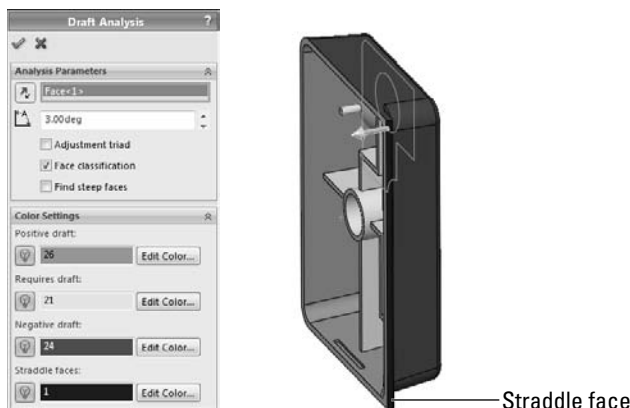 Draft Analysis ?
Analysis Parameters
Face<1>
3.00deg
Adjustment triad
Face classification
Find steep faces
Color Settings
Positive draft:
26 Edit Color...
Requires draft:
21 Edit Color...
Negative draft:
24 Edit Color...
Straddle faces:
1 Edit Color...
Straddle face